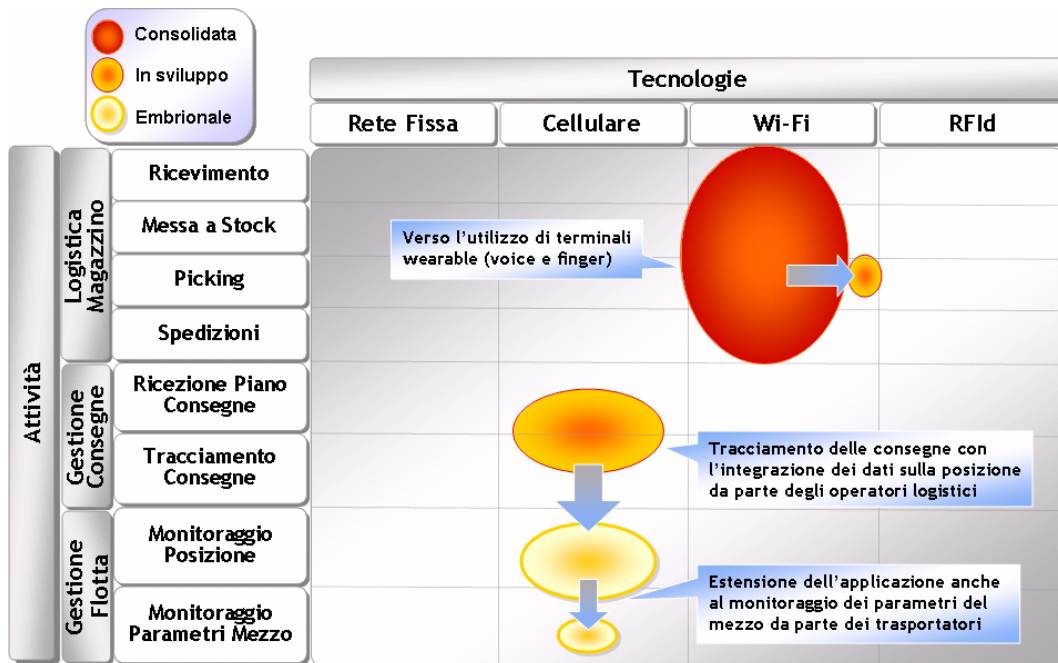 Consolidata
In sviluppo
Embrionale
Tecnologie
Rete Fissa
Cellulare
Wi-Fi
RFId
Attività
Logistica
Magazzino
Ricevimento
Messa a Stock
Picking
Spedizioni
Verso l'utilizzo di terminali
wearable (voice e finger)
Gestione
Consegne
Ricezione Piano
Consegne
Tracciamento
Consegne
Tracciamento delle consegne con
l'integrazione dei dati sulla posizione
da parte degli operatori logistici
Gestione
Flotta
Monitoraggio
Posizione
Monitoraggio
Parametri Mezzo
Estensione dell'applicazione anche
al monitoraggio dei parametri del
mezzo da parte dei trasportatori